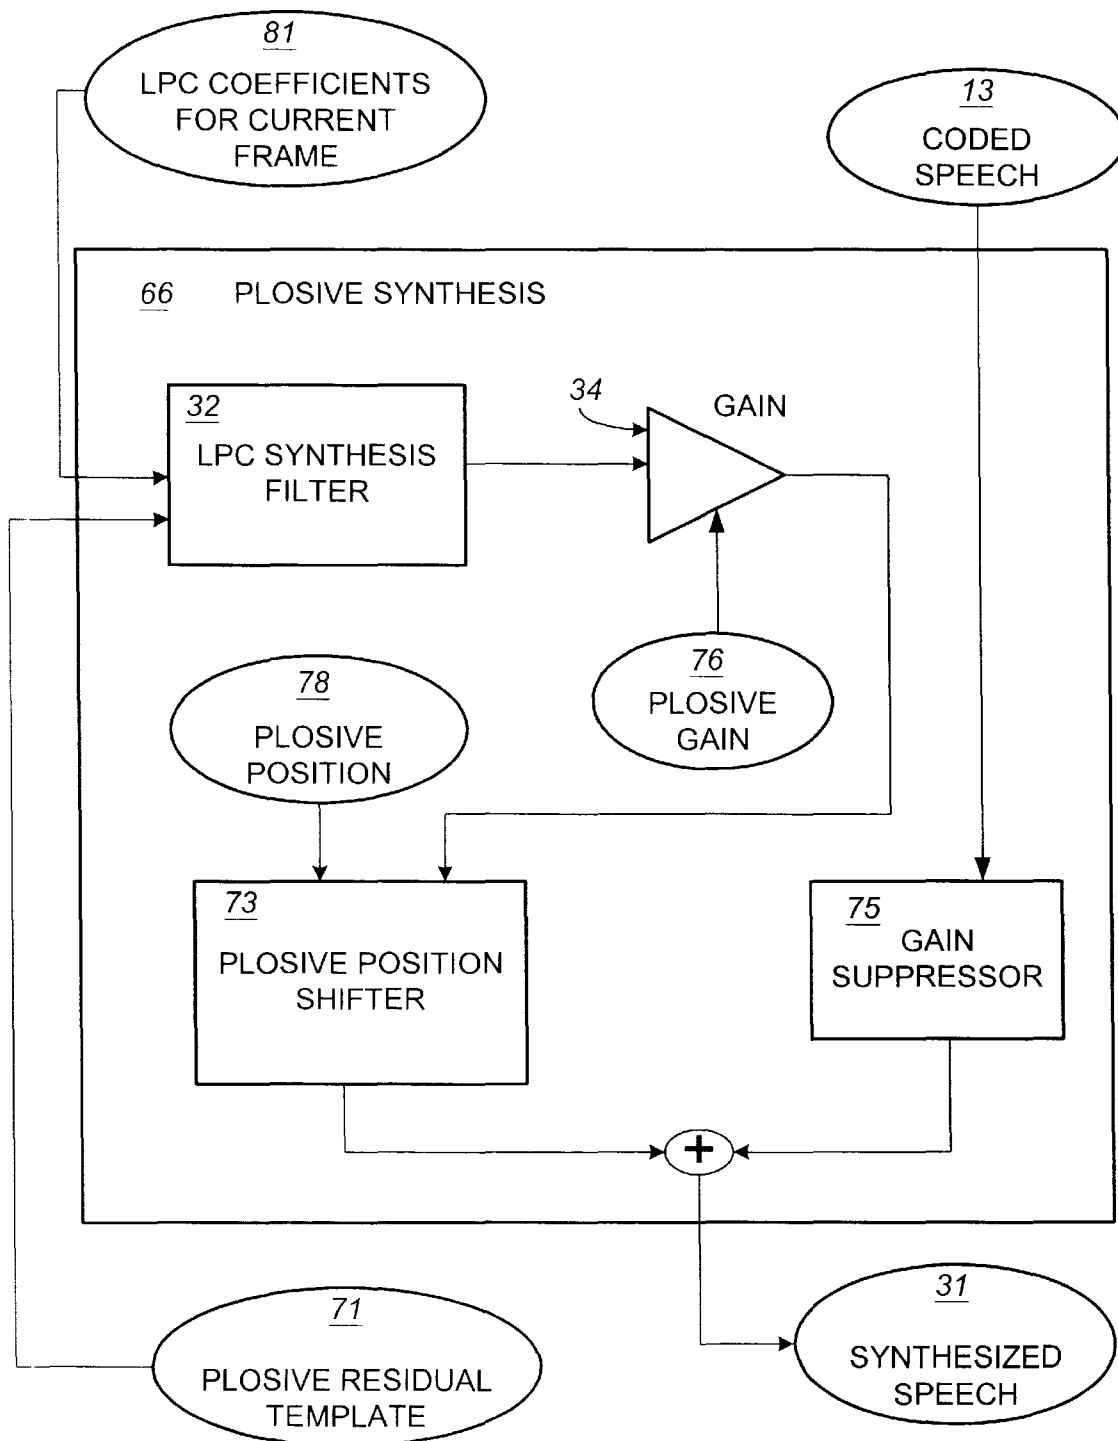 81
LPC COEFFICIENTS
FOR CURRENT
FRAME
13
CODED
SPEECH
66 PLOSIVE SYNTHESIS
32
LPC SYNTHESIS
FILTER
34
GAIN
78
PLOSIVE
POSITION
76
PLOSIVE
GAIN
73
PLOSIVE POSITION
SHIFTER
75
GAIN
SUPPRESSOR
+
71
PLOSIVE RESIDUAL
TEMPLATE
31
SYNTHESIZED
SPEECH